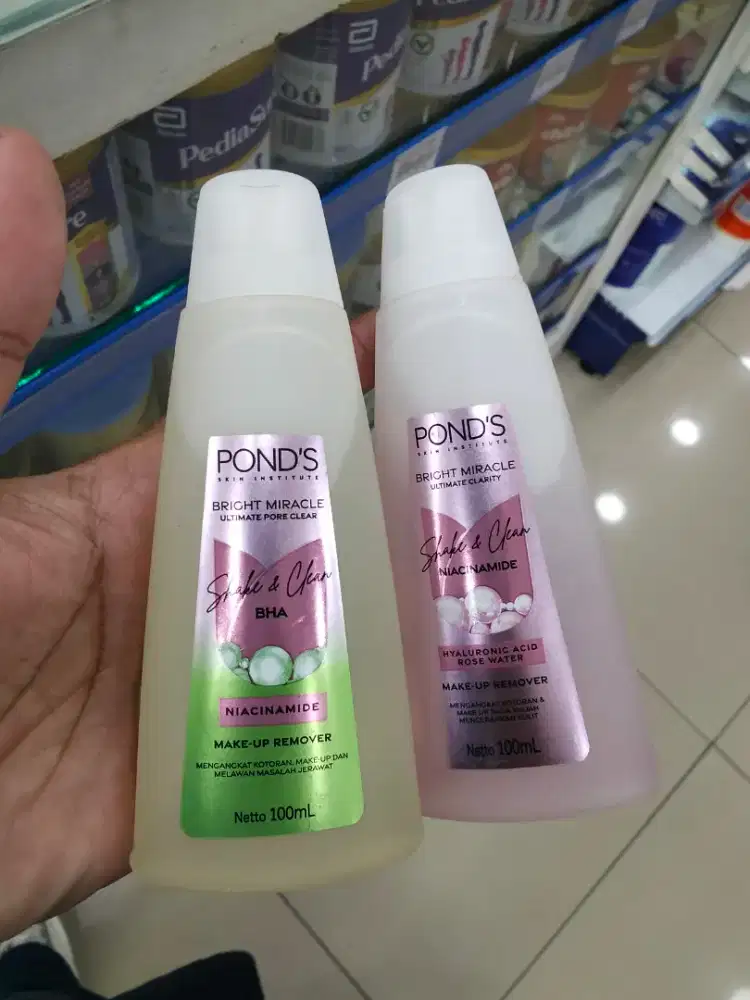 PediaSure
POND'S
SKIN INSTITUTE
BRIGHT MIRACLE
ULTIMATE PORE CLEAR
Shake & Clean
BHA
NIACINAMIDE
MAKE-UP REMOVER
MENGANGKAT KOTORAN, MAKE-UP DAN
MELAWAN MASALAH JERAWAT
Netto 100mL
POND'S
SKIN INSTITUTE
BRIGHT MIRACLE
ULTIMATE CLARITY
Shake & Clean
NIACINAMIDE
HYALURONIC ACID
ROSE WATER
MAKE-UP REMOVER
MENGANGKAT KOTORAN &
Netto 100mL